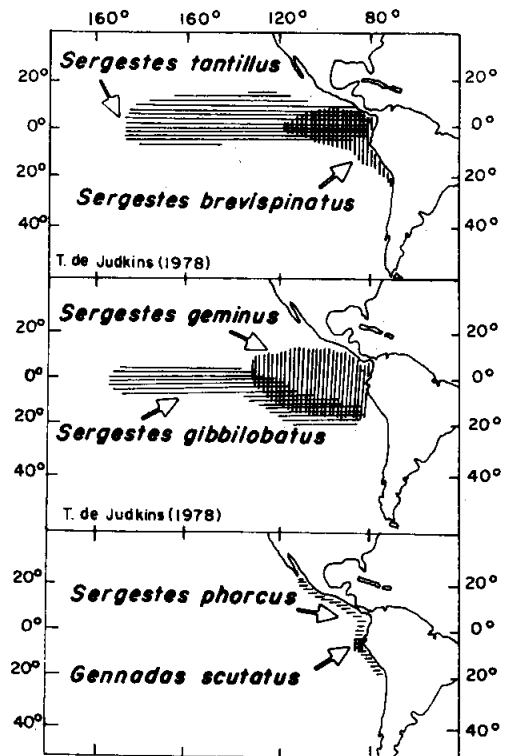 160° 160° 120° 80°
Sergestes tantillus
20° 20°
0° 0°
20° 20°
Sergestes brevispinatus
40° 40°
T. de Judkins (1978)
Sergestes geminus
20° 20°
0° 0°
20° 20°
Sergestes gibbilobatus
40° 40°
T. de Judkins (1978)
20° 20°
Sergestes phorcus
0° 0°
20° 20°
Gennadas scutatus
40° 40°